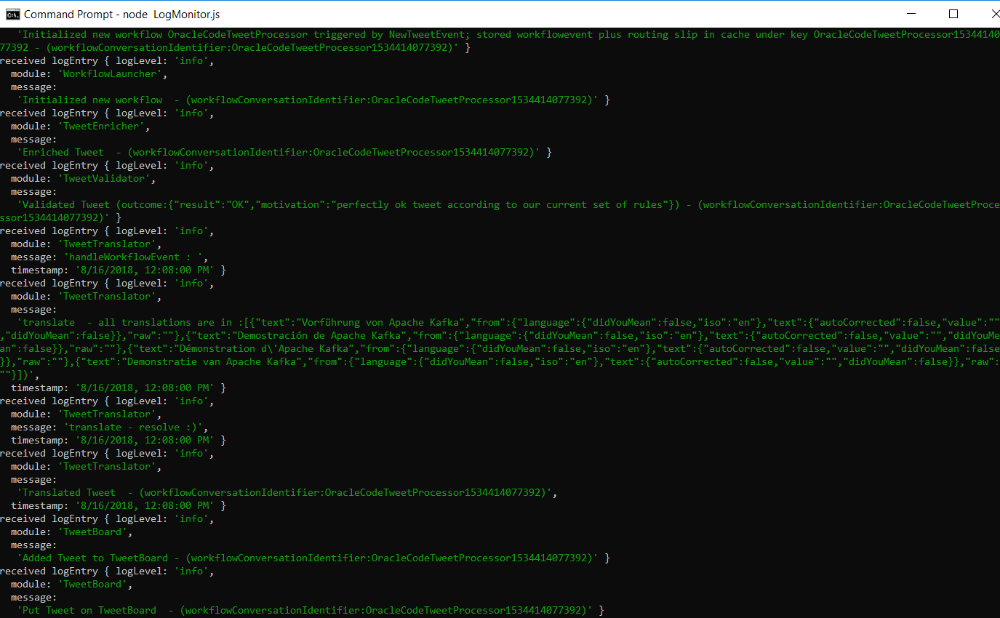 Command Prompt - node  LogMonitor.js
    'Initialized new workflow OracleCodeTweetProcessor triggered by NewTweetEvent; stored workflowevent plus routing slip in cache under key OracleCodeTweetProcessor15344140
77392 - (workflowConversationIdentifier:OracleCodeTweetProcessor1534414077392)' }
received logEntry { logLevel: 'info',
  module: 'WorkflowLauncher',
  message:
   'Initialized new workflow  - (workflowConversationIdentifier:OracleCodeTweetProcessor1534414077392)' }
received logEntry { logLevel: 'info',
  module: 'TweetEnricher',
  message:
   'Enriched Tweet  - (workflowConversationIdentifier:OracleCodeTweetProcessor1534414077392)' }
received logEntry { logLevel: 'info',
  module: 'TweetValidator',
  message:
   'Validated Tweet (outcome:{"result":"OK","motivation":"perfectly ok tweet according to our current set of rules"}) - (workflowConversationIdentifier:OracleCodeTweetProce
ssor1534414077392)' }
received logEntry { logLevel: 'info',
  module: 'TweetTranslator',
  message: 'handleWorkflowEvent : ',
  timestamp: '8/16/2018, 12:08:00 PM' }
received logEntry { logLevel: 'info',
  module: 'TweetTranslator',
  message:
   'translate  - all translations are in :[{"text":"Vorführung von Apache Kafka","from":{"language":{"didYouMean":false,"iso":"en"},"text":{"autoCorrected":false,"value":""
,"didYouMean":false}},"raw":""},{"text":"Demostración de Apache Kafka","from":{"language":{"didYouMean":false,"iso":"en"},"text":{"autoCorrected":false,"value":"","didYouMe
an":false}},"raw":""},{"text":"Démonstration d\'Apache Kafka","from":{"language":{"didYouMean":false,"iso":"en"},"text":{"autoCorrected":false,"value":"","didYouMean":false
}},"raw":""},{"text":"Demonstratie van Apache Kafka","from":{"language":{"didYouMean":false,"iso":"en"},"text":{"autoCorrected":false,"value":"","didYouMean":false}},"raw":
""}])',
  timestamp: '8/16/2018, 12:08:00 PM' }
received logEntry { logLevel: 'info',
  module: 'TweetTranslator',
  message: 'translate - resolve :)',
  timestamp: '8/16/2018, 12:08:00 PM' }
received logEntry { logLevel: 'info',
  module: 'TweetTranslator',
  message:
   'Translated Tweet  - (workflowConversationIdentifier:OracleCodeTweetProcessor1534414077392)',
  timestamp: '8/16/2018, 12:08:00 PM' }
received logEntry { logLevel: 'info',
  module: 'TweetBoard',
  message:
   'Added Tweet to TweetBoard - (workflowConversationIdentifier:OracleCodeTweetProcessor1534414077392)' }
received logEntry { logLevel: 'info',
  module: 'TweetBoard',
  message:
   'Put Tweet on TweetBoard  - (workflowConversationIdentifier:OracleCodeTweetProcessor1534414077392)' }